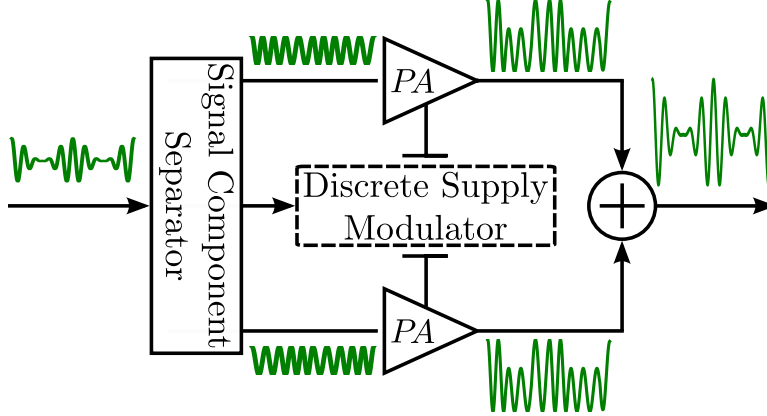 Signal Component
Separator
PA
Discrete Supply
Modulator
PA